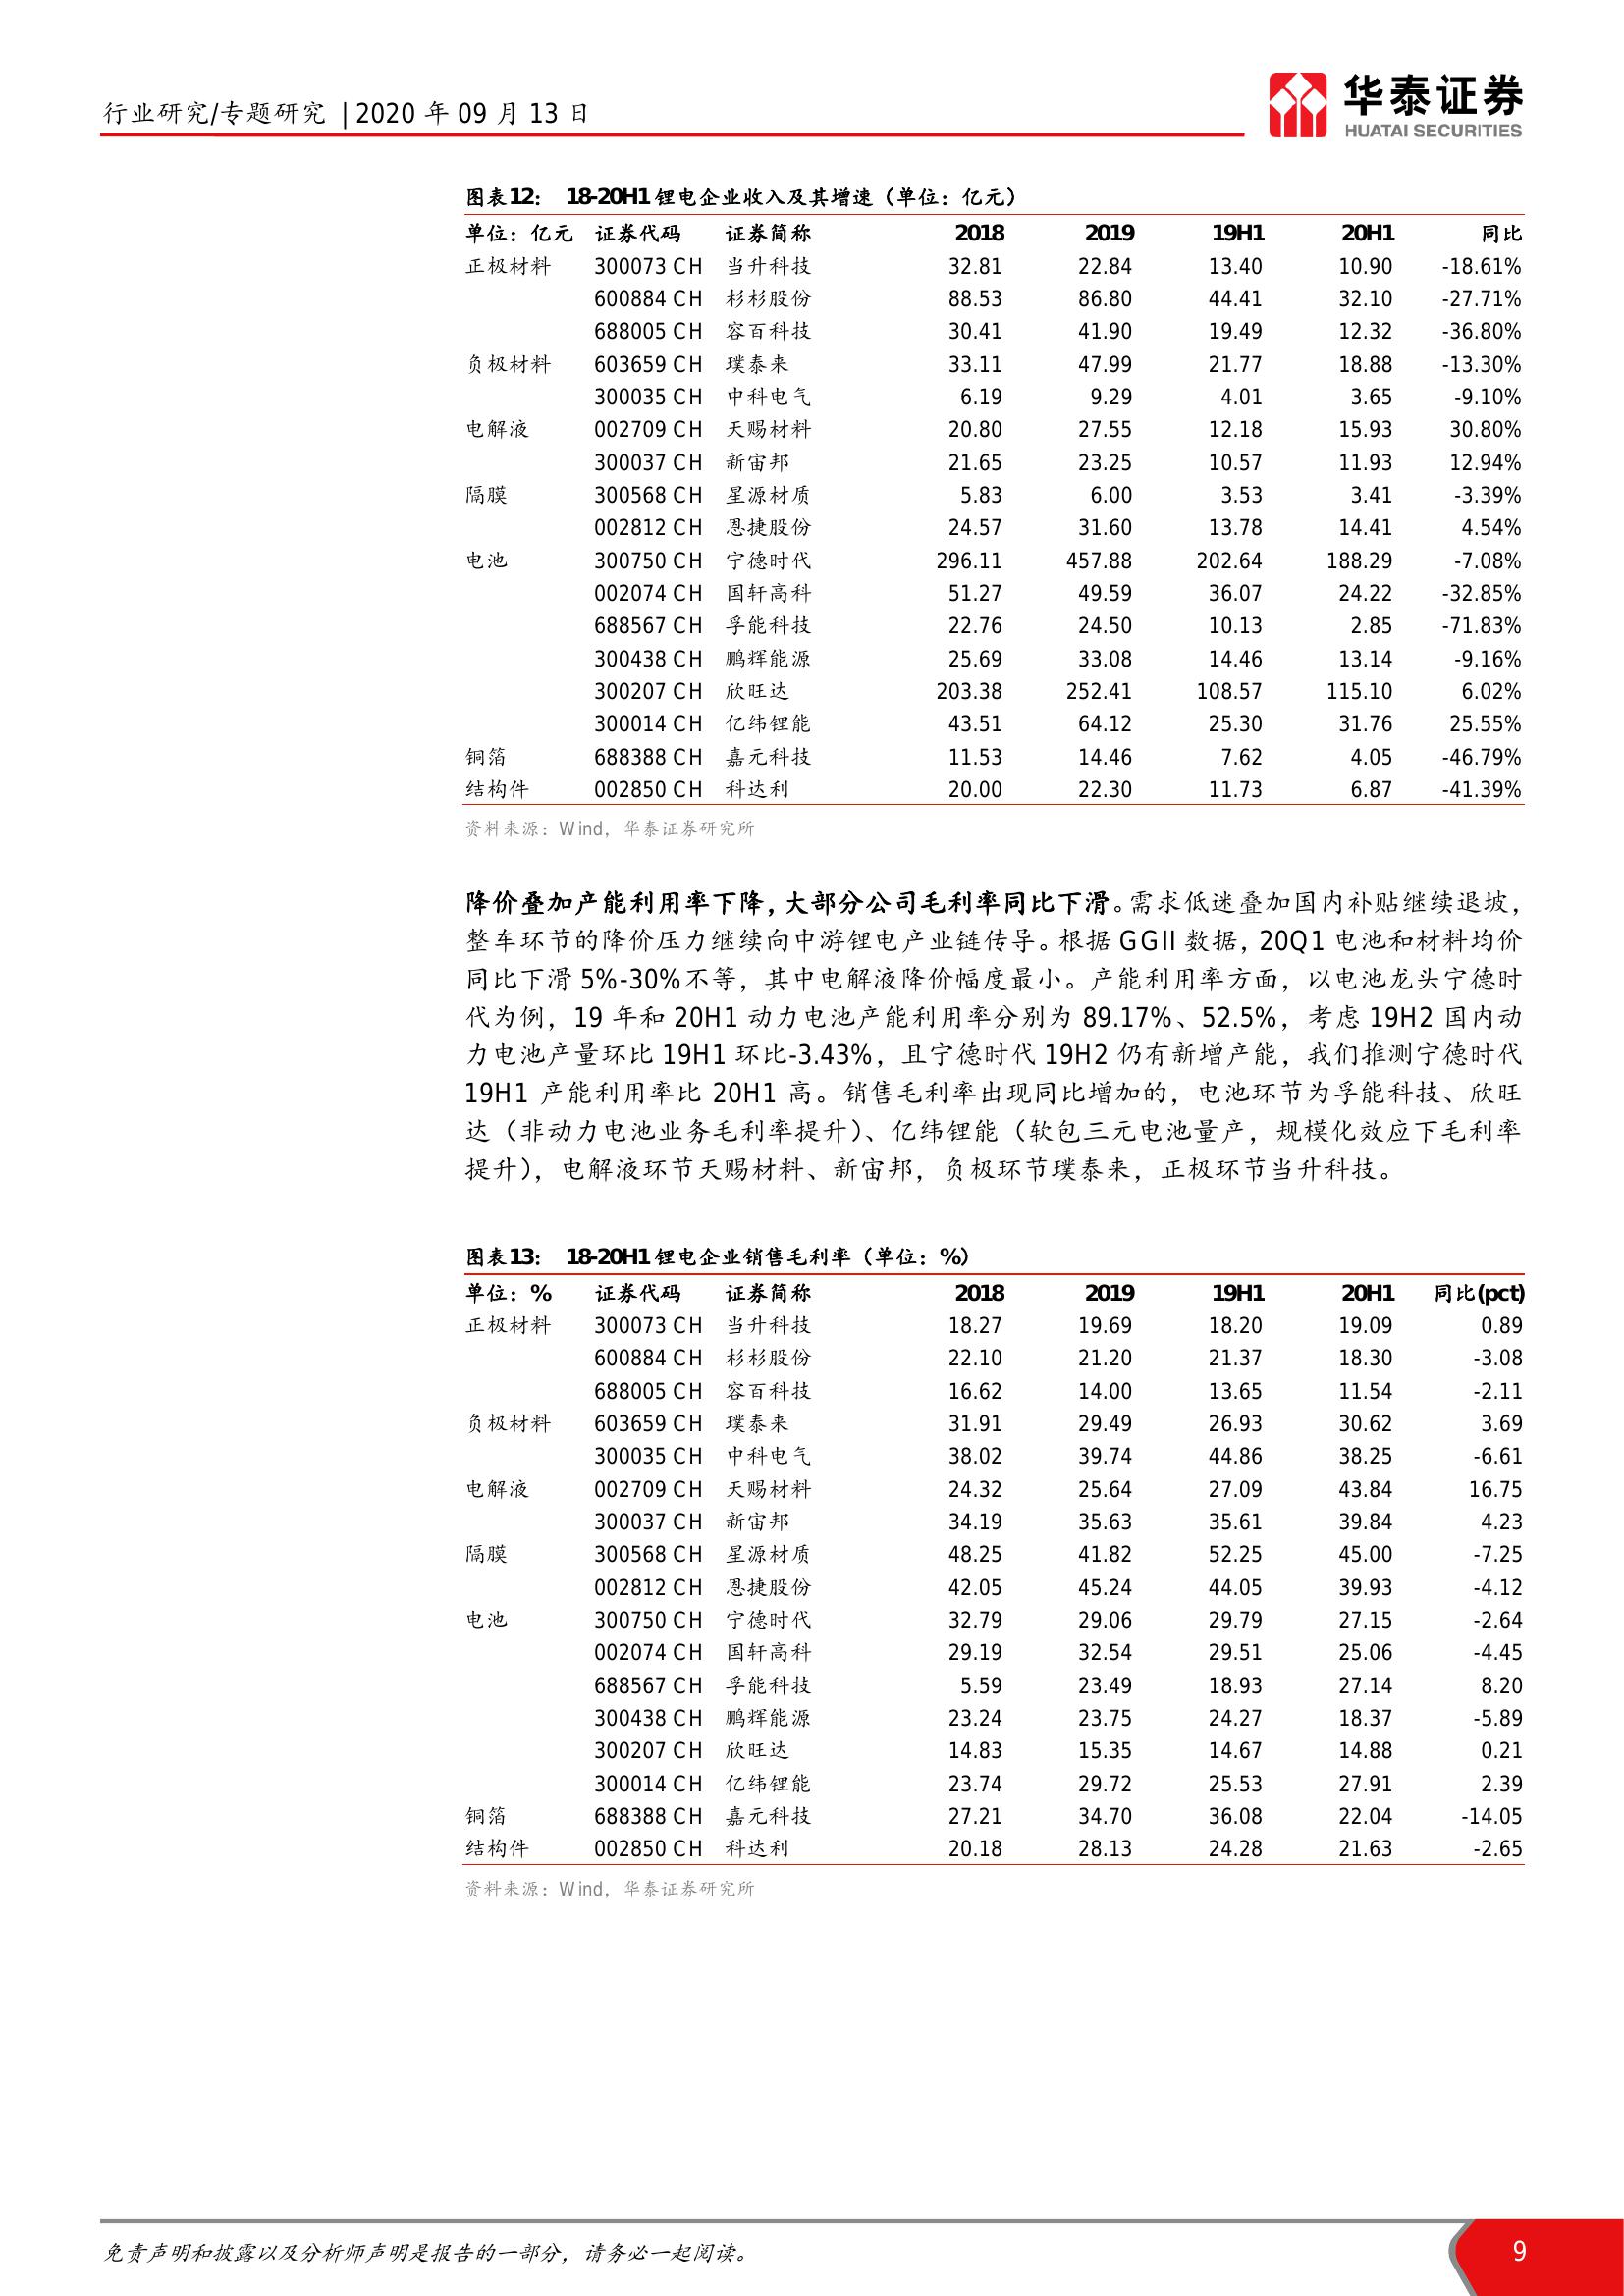 行业研究/专题研究 | 2020 年 09 月 13 日
华泰证券
HUATAI SECURITIES
图表12： 18-20H1 锂电企业收入及其增速（单位：亿元）
单位：亿元 证券代码 证券简称 2018 2019 19H1 20H1 同比
正极材料 300073 CH 当升科技 32.81 22.84 13.40 10.90 -18.61%
600884 CH 杉杉股份 88.53 86.80 44.41 32.10 -27.71%
688005 CH 容百科技 30.41 41.90 19.49 12.32 -36.80%
负极材料 603659 CH 璞泰来 33.11 47.99 21.77 18.88 -13.30%
300035 CH 中科电气 6.19 9.29 4.01 3.65 -9.10%
电解液 002709 CH 天赐材料 20.80 27.55 12.18 15.93 30.80%
300037 CH 新宙邦 21.65 23.25 10.57 11.93 12.94%
隔膜 300568 CH 星源材质 5.83 6.00 3.53 3.41 -3.39%
002812 CH 恩捷股份 24.57 31.60 13.78 14.41 4.54%
电池 300750 CH 宁德时代 296.11 457.88 202.64 188.29 -7.08%
002074 CH 国轩高科 51.27 49.59 36.07 24.22 -32.85%
688567 CH 孚能科技 22.76 24.50 10.13 2.85 -71.83%
300438 CH 鹏辉能源 25.69 33.08 14.46 13.14 -9.16%
300207 CH 欣旺达 203.38 252.41 108.57 115.10 6.02%
300014 CH 亿纬锂能 43.51 64.12 25.30 31.76 25.55%
铜箔 688388 CH 嘉元科技 11.53 14.46 7.62 4.05 -46.79%
结构件 002850 CH 科达利 20.00 22.30 11.73 6.87 -41.39%
资料来源：Wind，华泰证券研究所
降价叠加产能利用率下降，大部分公司毛利率同比下滑。需求低迷叠加国内补贴继续退坡，
整车环节的降价压力继续向中游锂电产业链传导。根据 GGII 数据，20Q1 电池和材料均价
同比下滑 5%-30%不等，其中电解液降价幅度最小。产能利用率方面，以电池龙头宁德时
代为例，19 年和 20H1 动力电池产能利用率分别为 89.17%、52.5%，考虑 19H2 国内动
力电池产量环比 19H1 环比-3.43%，且宁德时代 19H2 仍有新增产能，我们推测宁德时代
19H1 产能利用率比 20H1 高。销售毛利率出现同比增加的，电池环节为孚能科技、欣旺
达（非动力电池业务毛利率提升）、亿纬锂能（软包三元电池量产，规模化效应下毛利率
提升），电解液环节天赐材料、新宙邦，负极环节璞泰来，正极环节当升科技。
图表13： 18-20H1 锂电企业销售毛利率（单位：%）
单位：% 证券代码 证券简称 2018 2019 19H1 20H1 同比(pct)
正极材料 300073 CH 当升科技 18.27 19.69 18.20 19.09 0.89
600884 CH 杉杉股份 22.10 21.20 21.37 18.30 -3.08
688005 CH 容百科技 16.62 14.00 13.65 11.54 -2.11
负极材料 603659 CH 璞泰来 31.91 29.49 26.93 30.62 3.69
300035 CH 中科电气 38.02 39.74 44.86 38.25 -6.61
电解液 002709 CH 天赐材料 24.32 25.64 27.09 43.84 16.75
300037 CH 新宙邦 34.19 35.63 35.61 39.84 4.23
隔膜 300568 CH 星源材质 48.25 41.82 52.25 45.00 -7.25
002812 CH 恩捷股份 42.05 45.24 44.05 39.93 -4.12
电池 300750 CH 宁德时代 32.79 29.06 29.79 27.15 -2.64
002074 CH 国轩高科 29.19 32.54 29.51 25.06 -4.45
688567 CH 孚能科技 5.59 23.49 18.93 27.14 8.20
300438 CH 鹏辉能源 23.24 23.75 24.27 18.37 -5.89
300207 CH 欣旺达 14.83 15.35 14.67 14.88 0.21
300014 CH 亿纬锂能 23.74 29.72 25.53 27.91 2.39
铜箔 688388 CH 嘉元科技 27.21 34.70 36.08 22.04 -14.05
结构件 002850 CH 科达利 20.18 28.13 24.28 21.63 -2.65
资料来源：Wind，华泰证券研究所
免责声明和披露以及分析师声明是报告的一部分，请务必一起阅读。
9